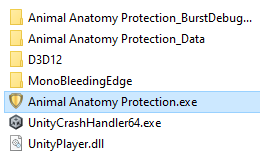 Animal Anatomy Protection_BurstDebug...
Animal Anatomy Protection_Data
D3D12
MonoBleedingEdge
Animal Anatomy Protection.exe
UnityCrashHandler64.exe
UnityPlayer.dll